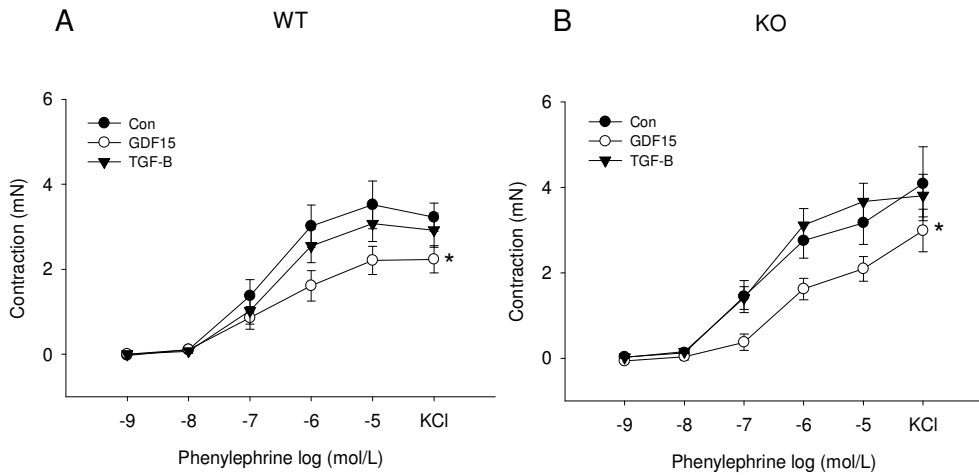 A
WT
B
KO
6
4
2
0
Contraction (mN)
Con
GDF15
TGF-B
*
-9 -8 -7 -6 -5 KCl
Phenylephrine log (mol/L)
6
4
2
0
Contraction (mN)
Con
GDF15
TGF-B
*
-9 -8 -7 -6 -5 KCl
Phenylephrine log (mol/L)